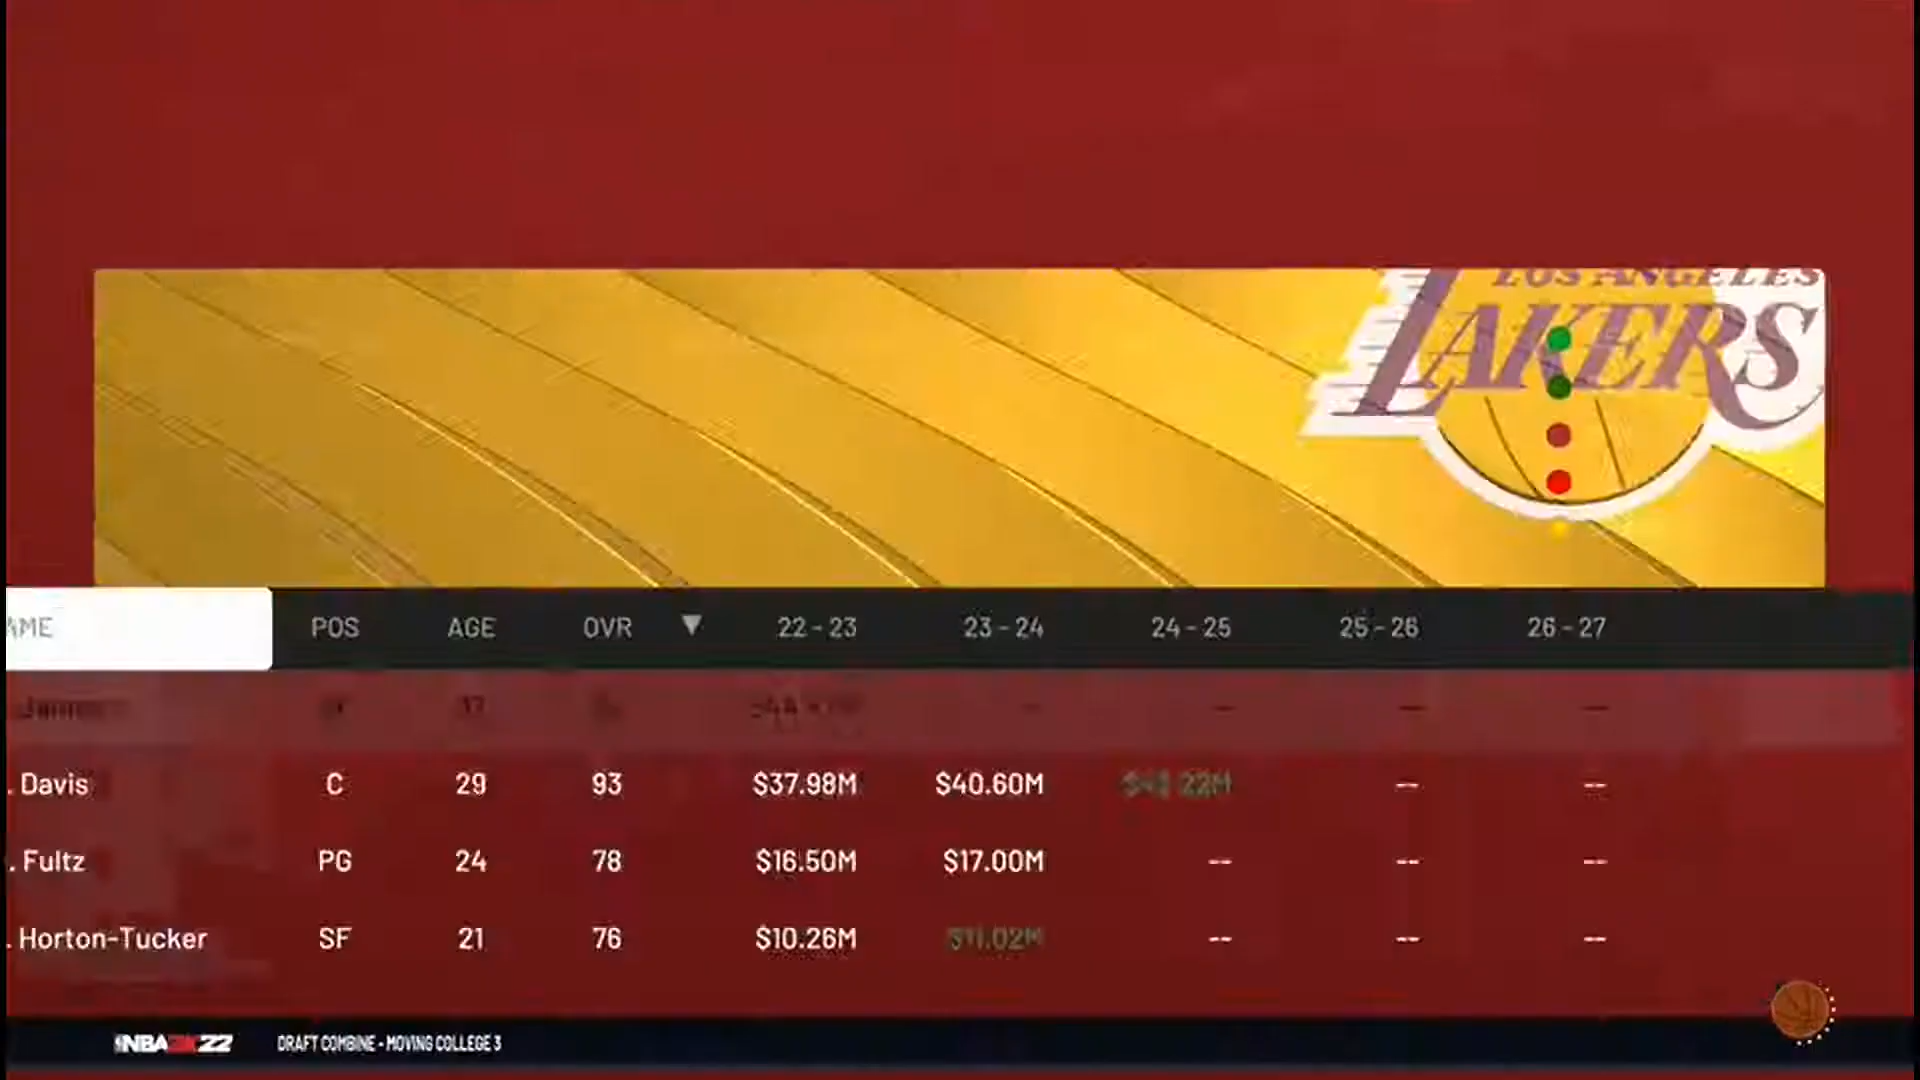 LOS ANGELES
LAKERS
AME POS AGE OVR ▼ 22 - 23 23 - 24 24 - 25 25 - 26 26 - 27
-- -- -- --
. Davis C 29 93 $37.98M $40.60M -- --
. Fultz PG 24 78 $16.50M $17.00M -- -- --
. Horton-Tucker SF 21 76 $10.26M $11.02M -- -- --
NBA2K22 DRAFT COMBINE - MOVING COLLEGE 3